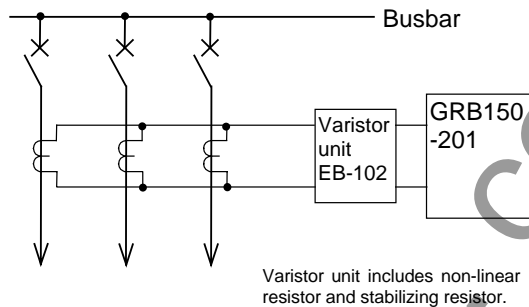 Busbar
Varistor
unit
EB-102
GRB150
-201
Varistor unit includes non-linear
resistor and stabilizing resistor.